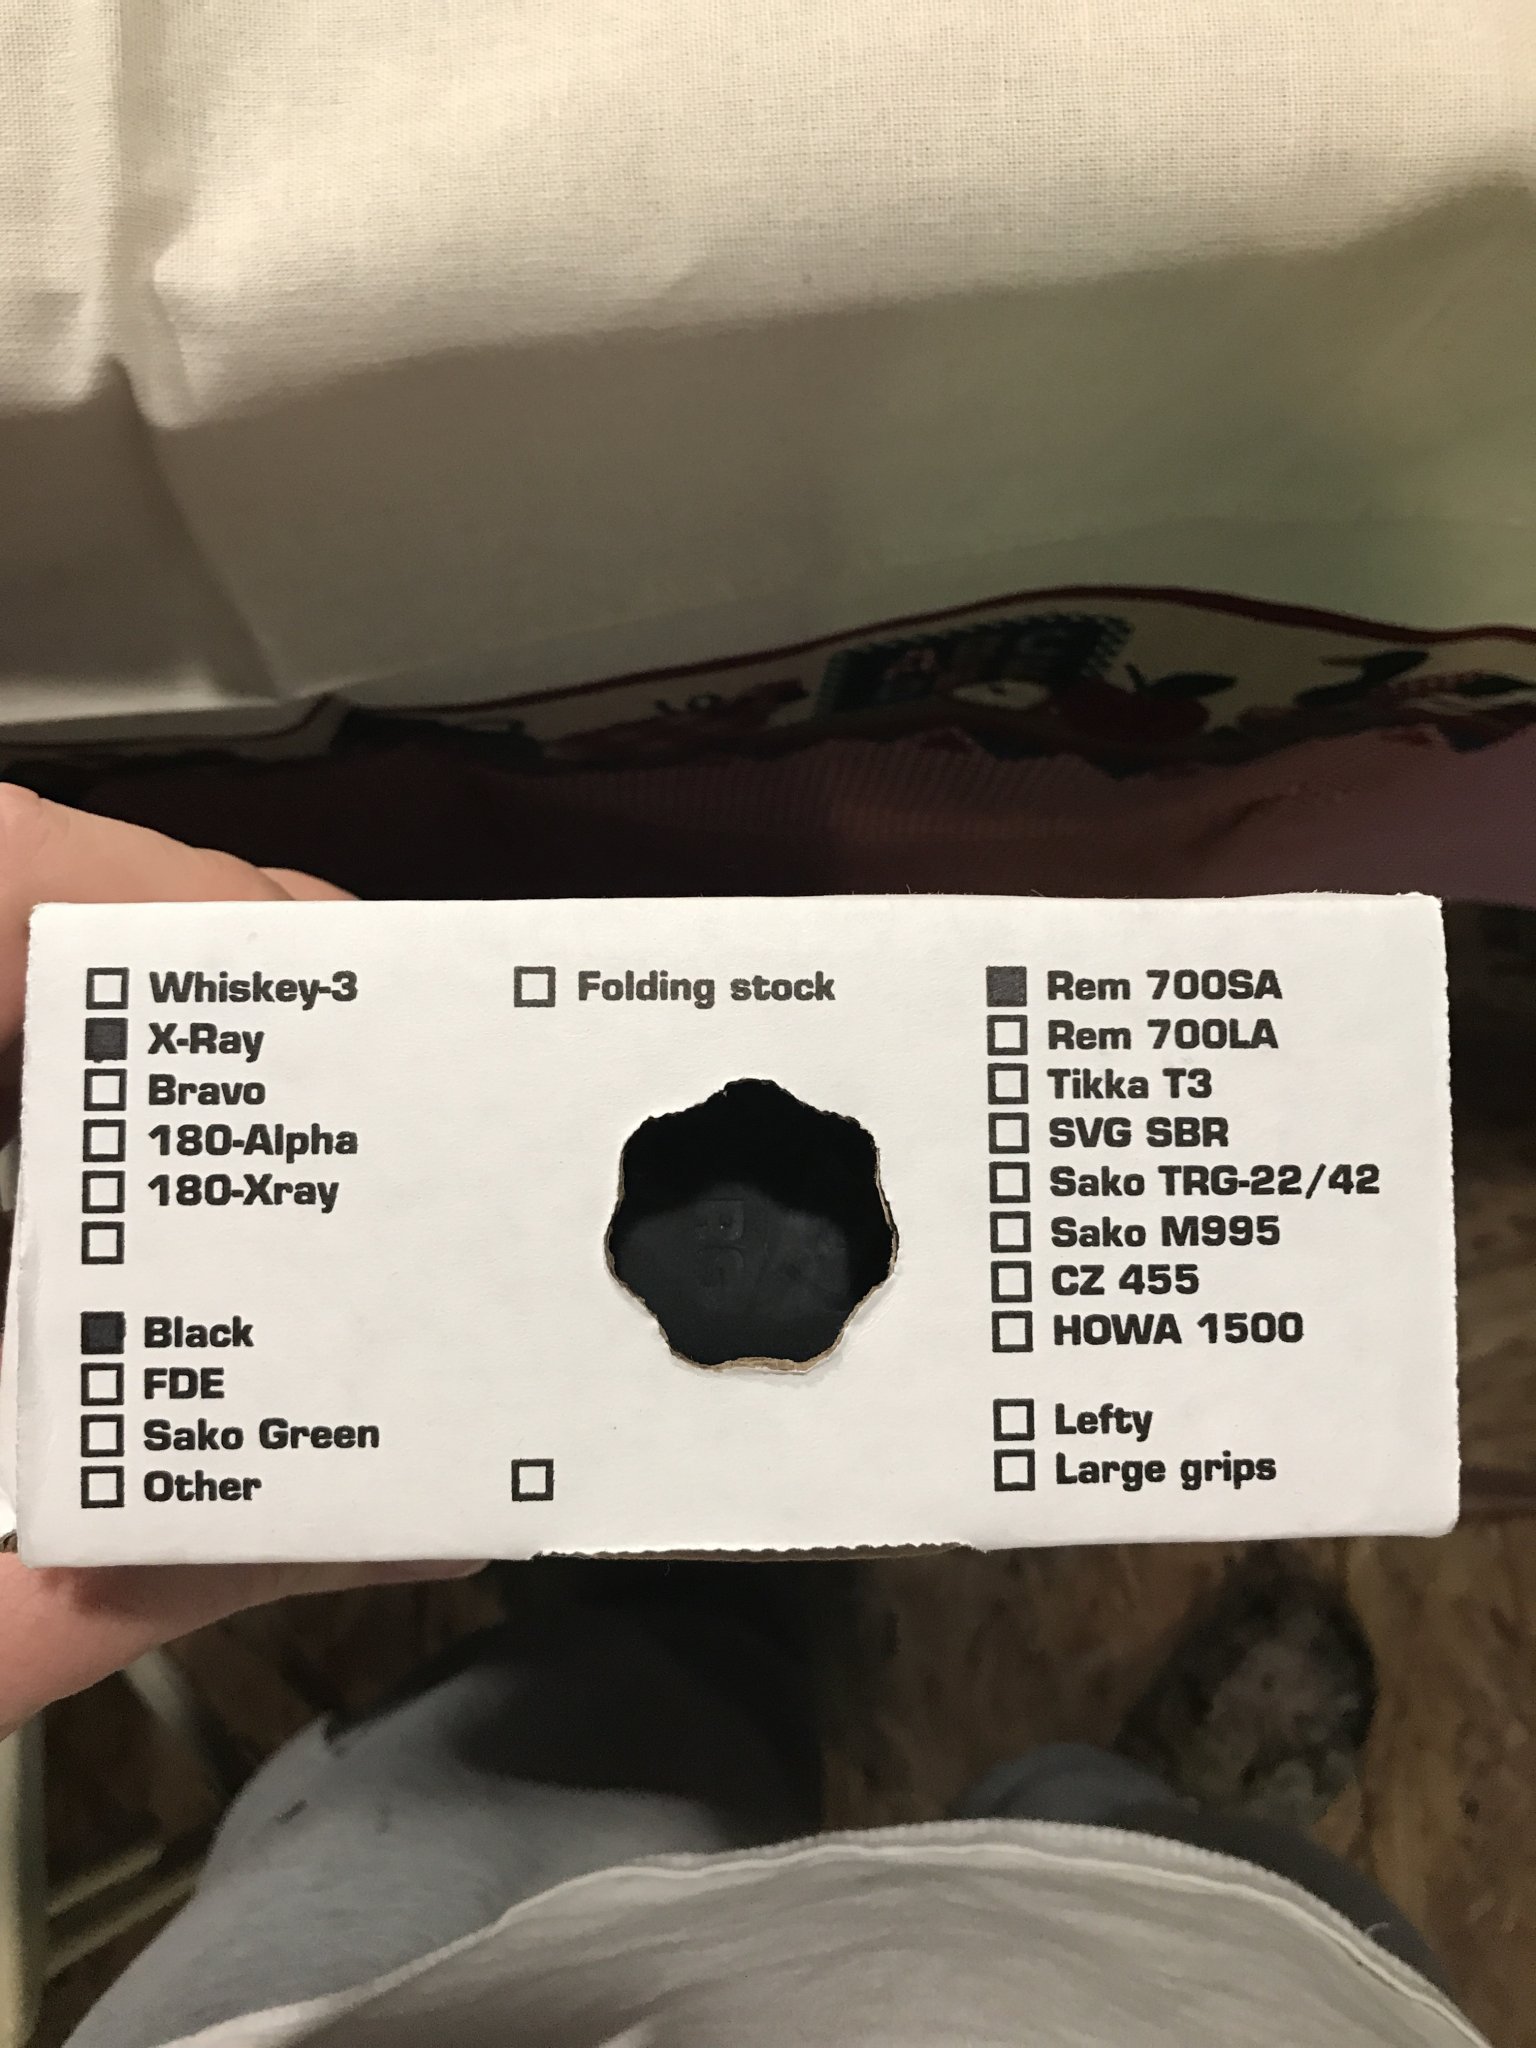 Whiskey-3
X-Ray
Bravo
180-Alpha
180-Xray
Black
FDE
Sako Green
Other
Folding stock
Rem 700SA
Rem 700LA
Tikka T3
SVG SBR
Sako TRG-22/42
Sako M995
CZ 455
HOWA 1500
Lefty
Large grips